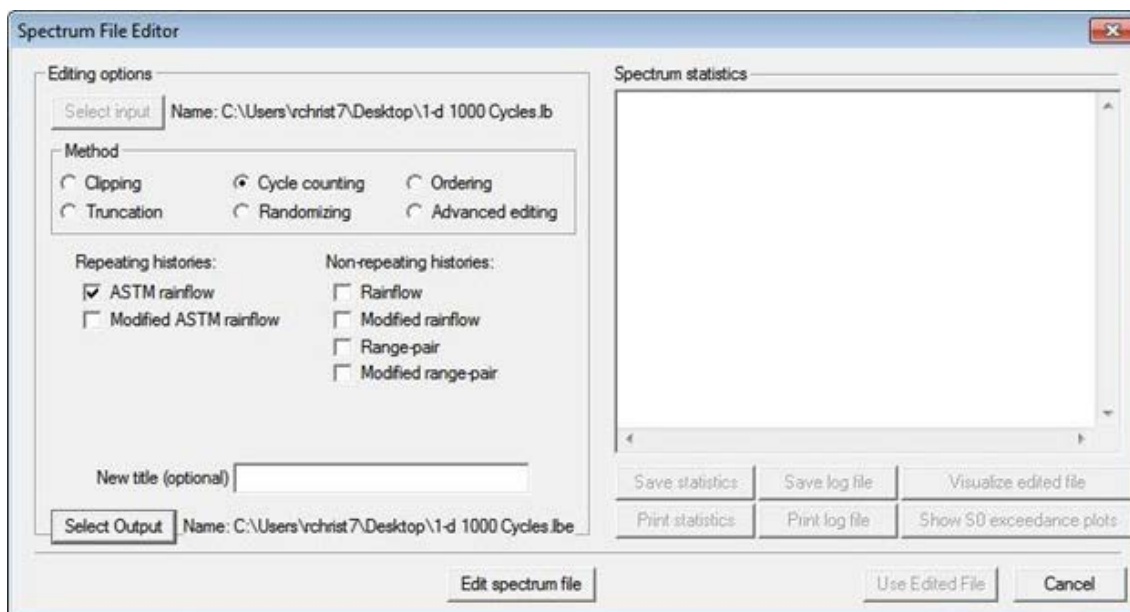 Spectrum File Editor
Editing options
Select input Name: C:\Users\rchrist7\Desktop\1-d 1000 Cycles.lb
Method
Clipping Cycle counting Ordering
Truncation Randomizing Advanced editing
Repeating histories: Non-repeating histories:
ASTM rainflow Rainflow
Modified ASTM rainflow Modified rainflow
Range-pair
Modified range-pair
New title (optional)
Select Output Name: C:\Users\rchrist7\Desktop\1-d 1000 Cycles.lbe
Spectrum statistics
Save statistics Save log file Visualize edited file
Print statistics Print log file Show S0 exceedance plots
Edit spectrum file Use Edited File Cancel